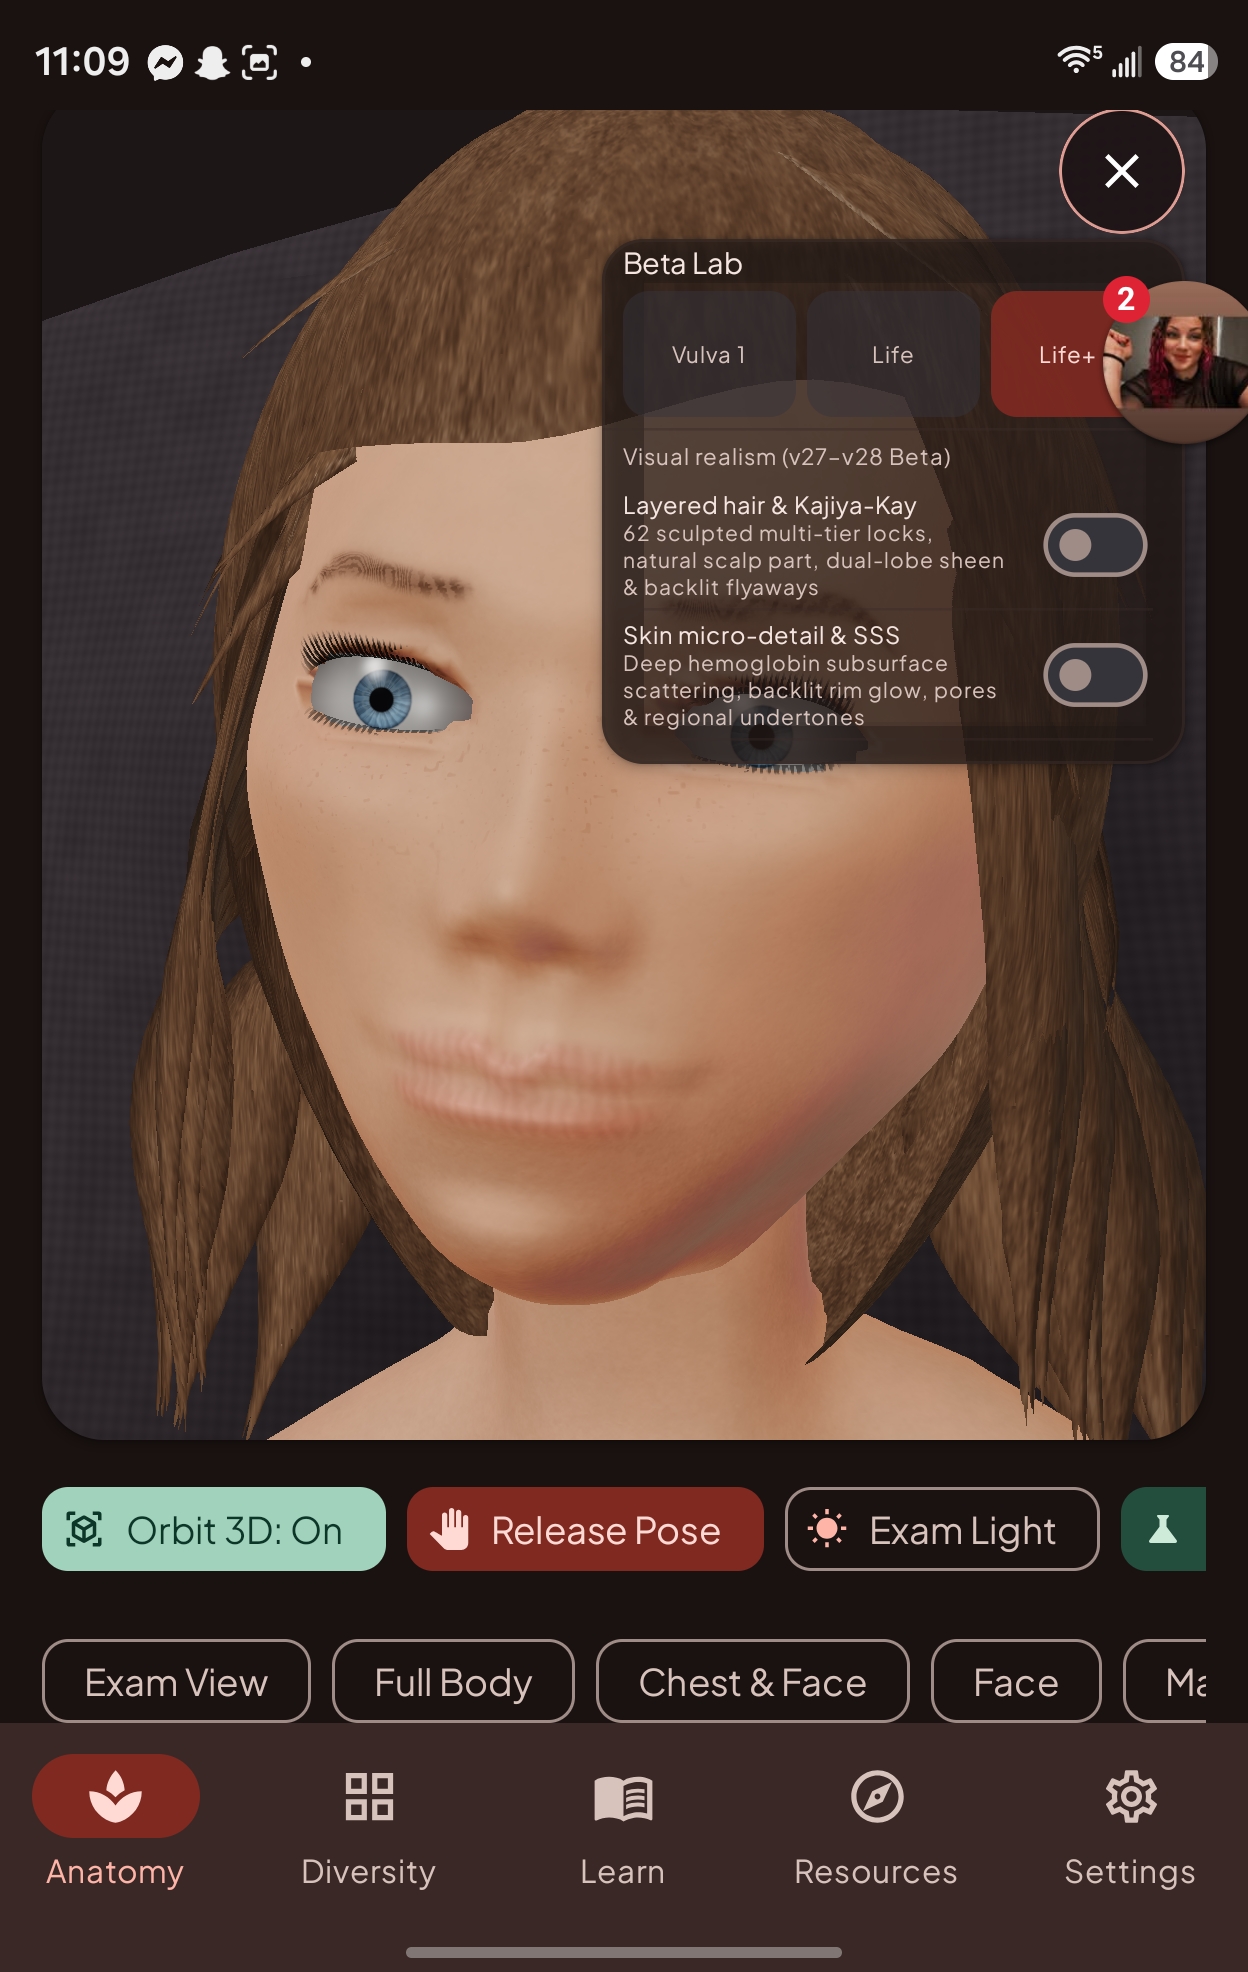 11:09
5
84
Beta Lab
2
Vulva 1
Life
Life+
Visual realism (v27–v28 Beta)
Layered hair & Kajiya-Kay
62 sculpted multi-tier locks,
natural scalp part, dual-lobe sheen
& backlit flyaways
Skin micro-detail & SSS
Deep hemoglobin subsurface
scattering, backlit rim glow, pores
& regional undertones
Orbit 3D: On
Release Pose
Exam Light
Exam View
Full Body
Chest & Face
Face
Anatomy
Diversity
Learn
Resources
Settings